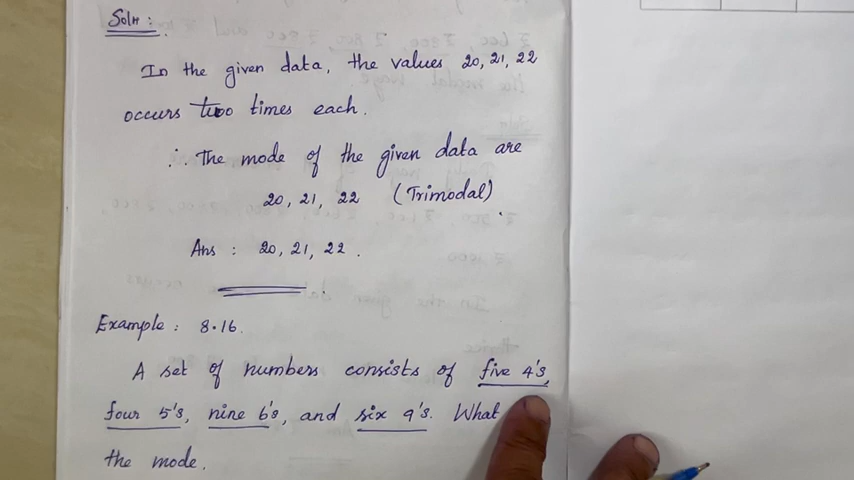 Soln :
In the given data, the values 20, 21, 22
occurs two times each.
∴ The mode of the given data are
20, 21, 22 (Trimodal)
Ans : 20, 21, 22.
Example : 8.16.
A set of numbers consists of five 4's,
four 5's, nine 6's, and six 9's. What
the mode.